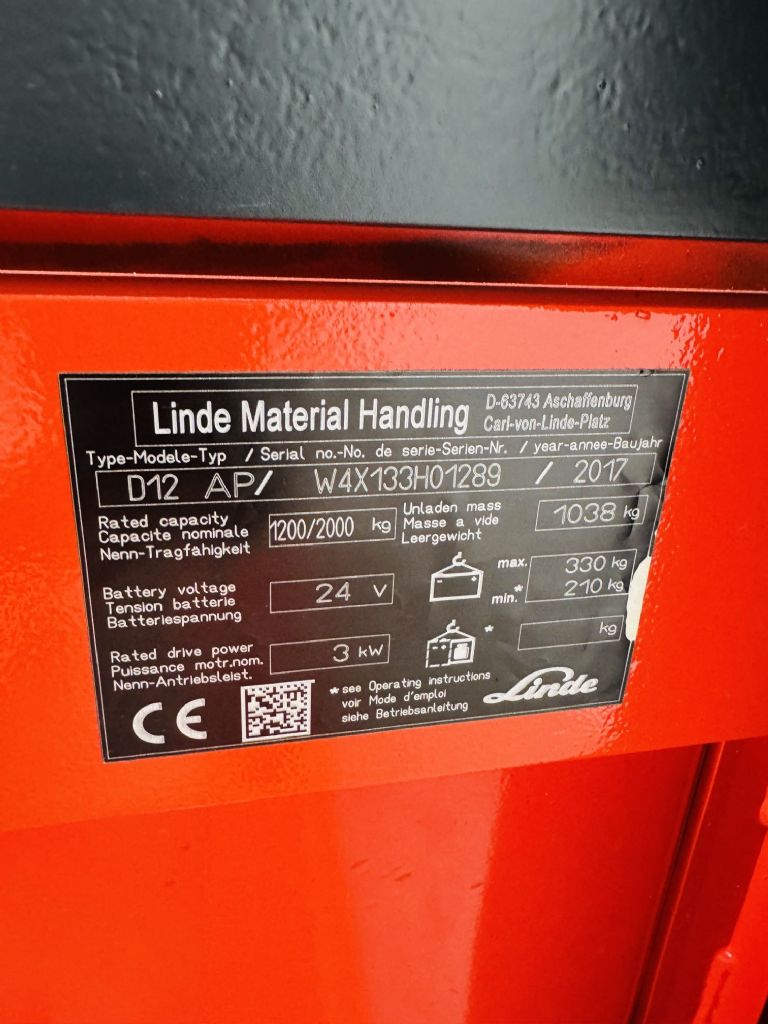 Linde Material Handling D-63743 Aschaffenburg
Carl-von-Linde-Platz
Type-Modele-Typ / Serial no.-No. de serie-Serien-Nr. / year-annee-Baujahr
D12 AP/ W4X133H01289 / 2017
Rated capacity
Capacite nominale
Nenn-Tragfähigkeit
1200/2000 kg
Unladen mass
Masse a vide
Leergewicht
1038 kg
Battery voltage
Tension batterie
Batteriespannung
24 V
max. 330 kg
min.* 210 kg
Rated drive power
Puissance motr.nom.
Nenn-Antriebsleist.
3 kW
* kg
CE
* see Operating instructions
voir Mode d'emploi
siehe Betriebsanleitung
Linde